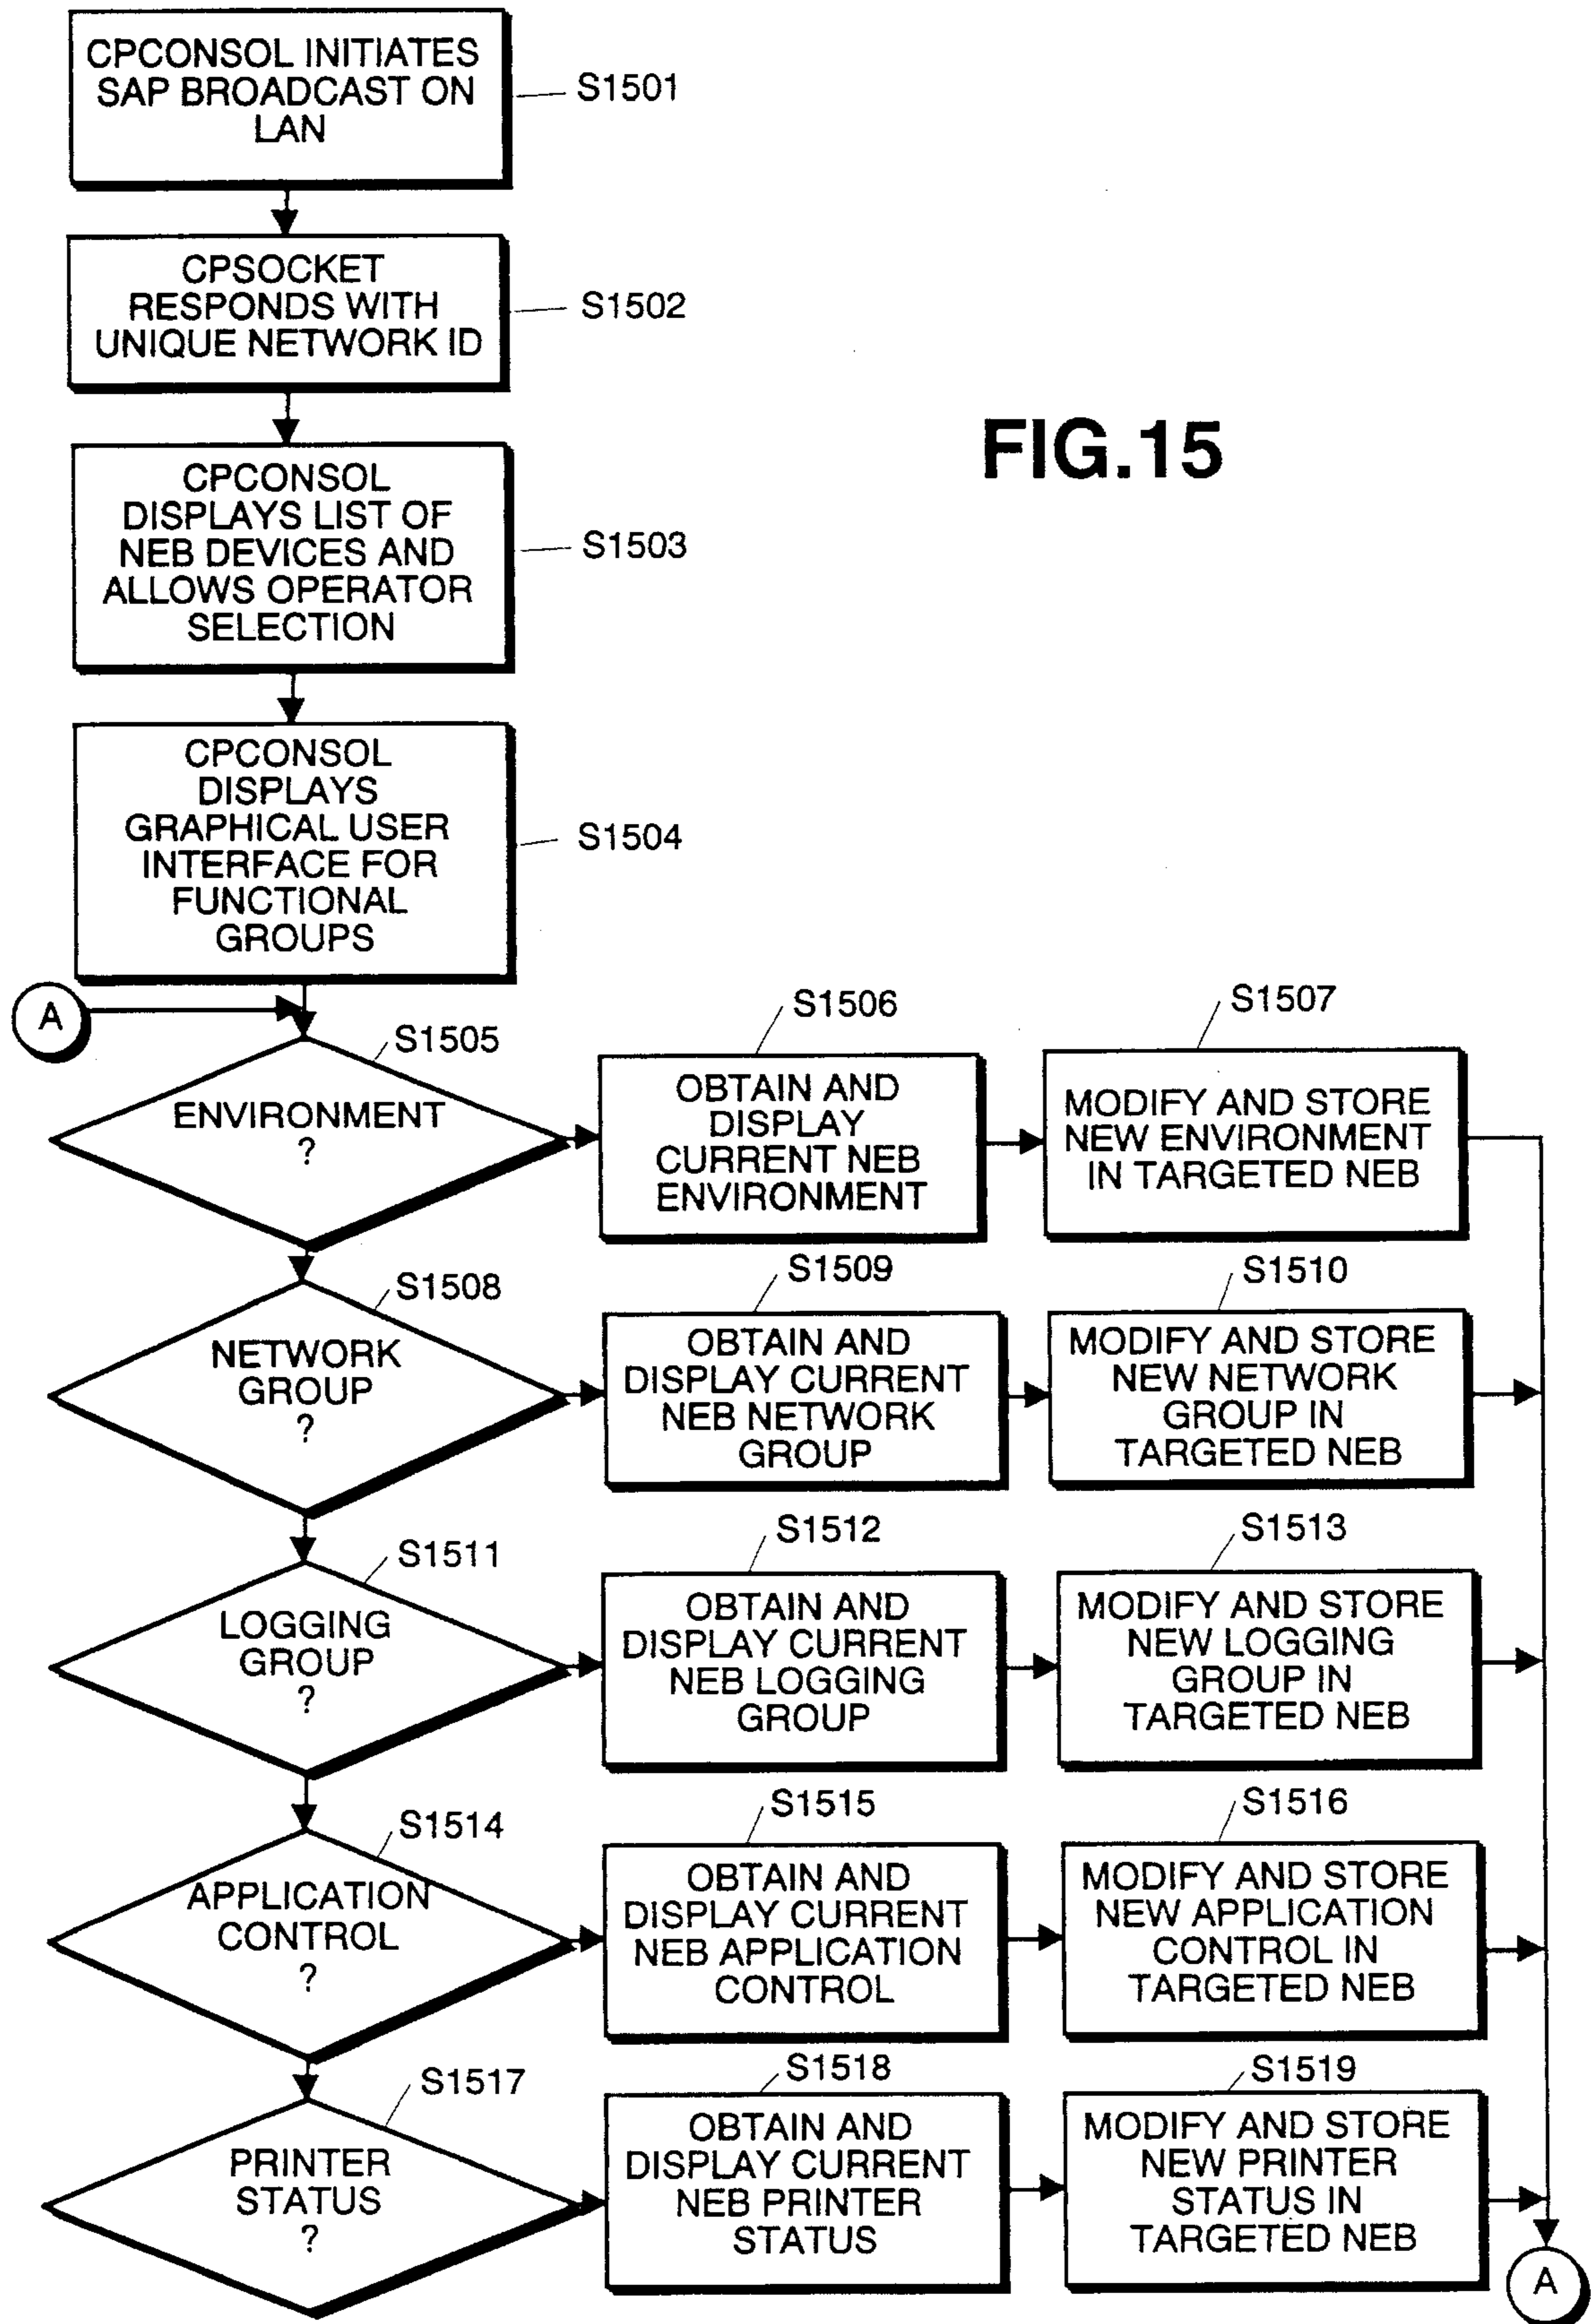 CPCONSOL INITIATES
SAP BROADCAST ON
LAN
S1501
CPSOCKET
RESPONDS WITH
UNIQUE NETWORK ID
S1502
FIG.15
CPCONSOL
DISPLAYS LIST OF
NEB DEVICES AND
ALLOWS OPERATOR
SELECTION
S1503
CPCONSOL
DISPLAYS
GRAPHICAL USER
INTERFACE FOR
FUNCTIONAL
GROUPS
S1504
A
S1505
ENVIRONMENT
?
S1506
OBTAIN AND
DISPLAY
CURRENT NEB
ENVIRONMENT
S1507
MODIFY AND STORE
NEW ENVIRONMENT
IN TARGETED NEB
S1508
NETWORK
GROUP
?
S1509
OBTAIN AND
DISPLAY CURRENT
NEB NETWORK
GROUP
S1510
MODIFY AND STORE
NEW NETWORK
GROUP IN
TARGETED NEB
S1511
LOGGING
GROUP
?
S1512
OBTAIN AND
DISPLAY CURRENT
NEB LOGGING
GROUP
S1513
MODIFY AND STORE
NEW LOGGING
GROUP IN
TARGETED NEB
S1514
APPLICATION
CONTROL
?
S1515
OBTAIN AND
DISPLAY CURRENT
NEB APPLICATION
CONTROL
S1516
MODIFY AND STORE
NEW APPLICATION
CONTROL IN
TARGETED NEB
S1517
PRINTER
STATUS
?
S1518
OBTAIN AND
DISPLAY CURRENT
NEB PRINTER
STATUS
S1519
MODIFY AND STORE
NEW PRINTER
STATUS IN
TARGETED NEB
A